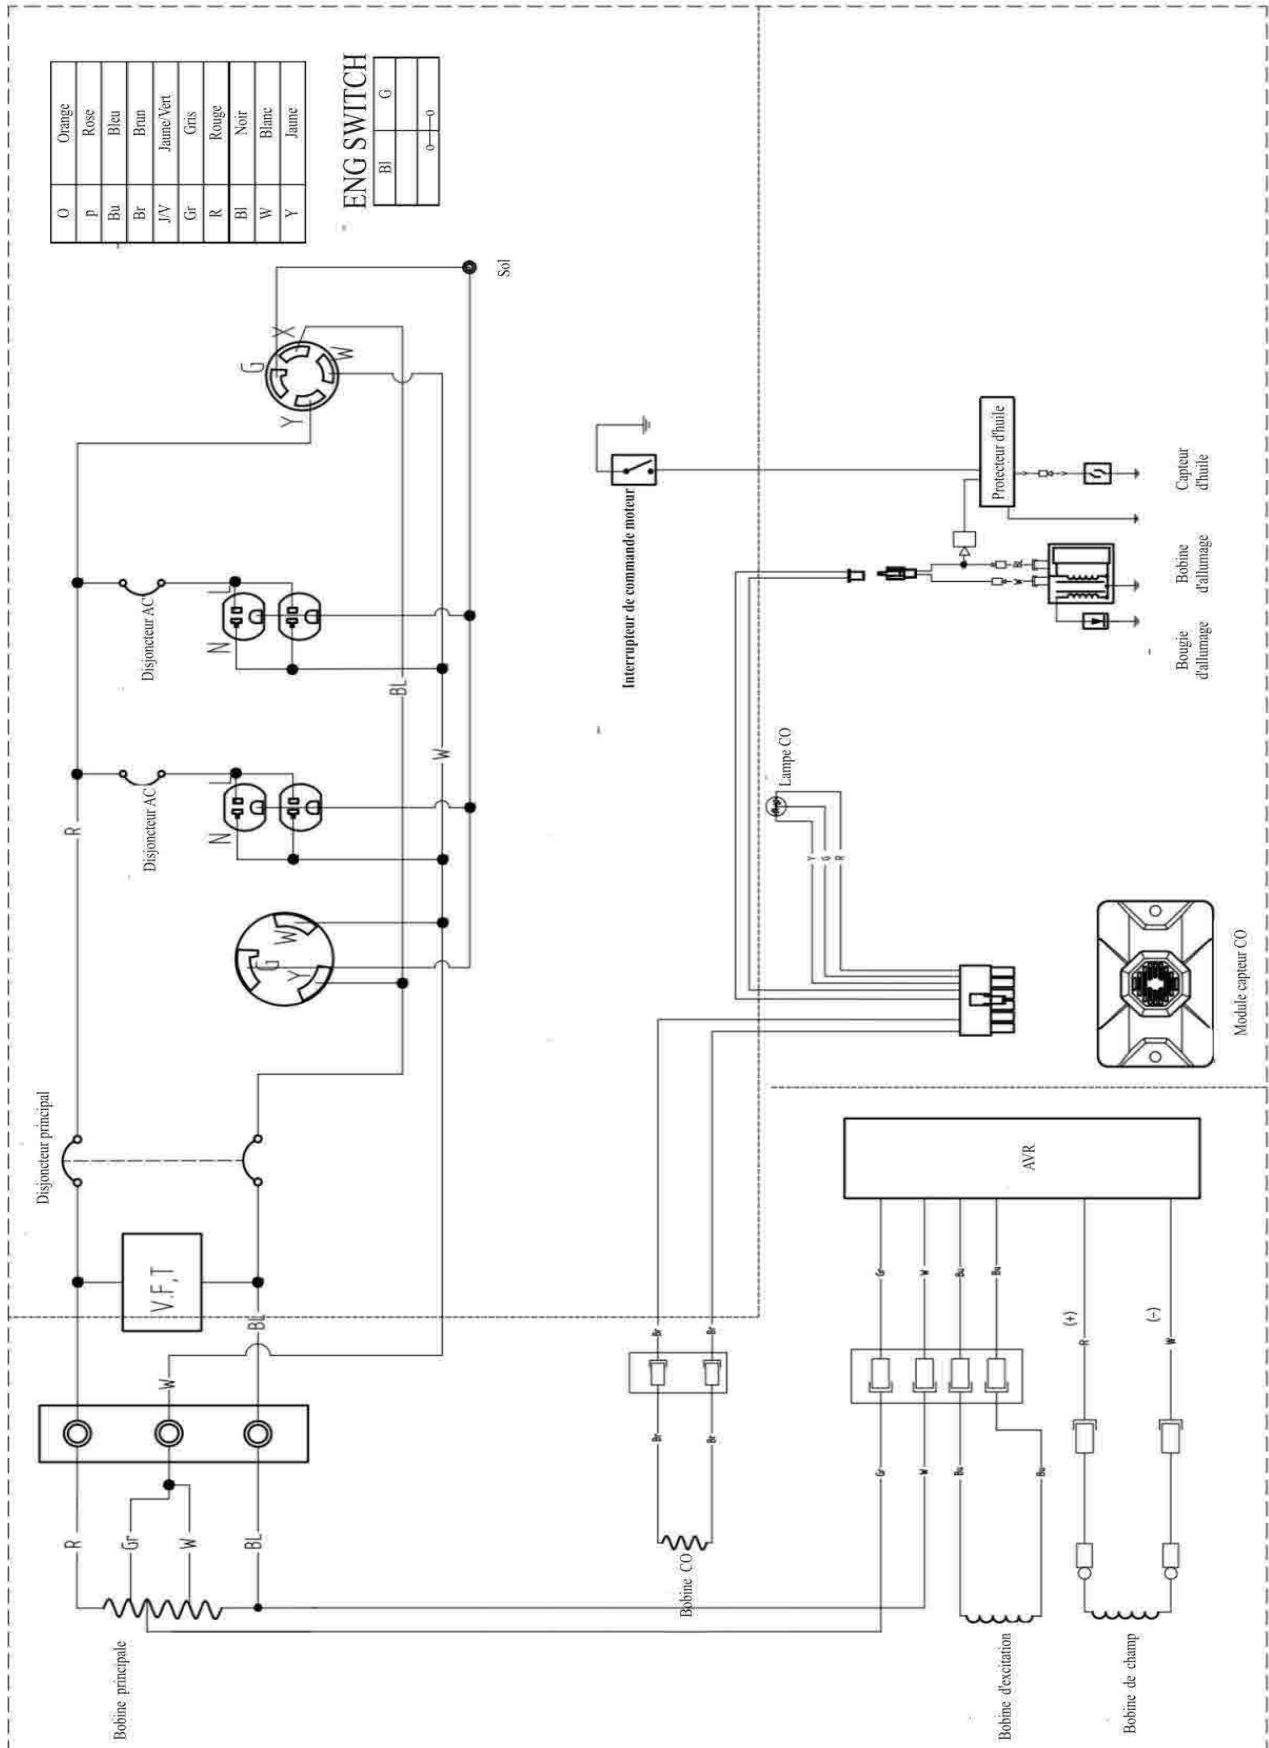 O Orange
P Rose
Bu Bleu
Br Brun
J/V Jaune/Vert
Gr Gris
R Rouge
Bl Noir
W Blanc
Y Jaune
ENG SWITCH
Bl G
Sol
G
X
Y
W
Disjoncteur AC
L
N
BL
Disjoncteur AC
L
N
W
R
W
G
Y
Disjoncteur principal
V.F,T
BL
W
R
Gr
W
BL
Bobine principale
Interrupteur de commande moteur
Protecteur d'huile
Capteur
d'huile
BL
W
Bobine
d'allumage
Bougie
d'allumage
Lampe CO
Y
G
R
Module capteur CO
Br
Br
Br
Br
Bobine CO
AVR
Gr
W
Bu
Bu
(+)
R
(-)
W
Gr
W
Bu
Bu
Bobine d'excitation
Bobine de champ